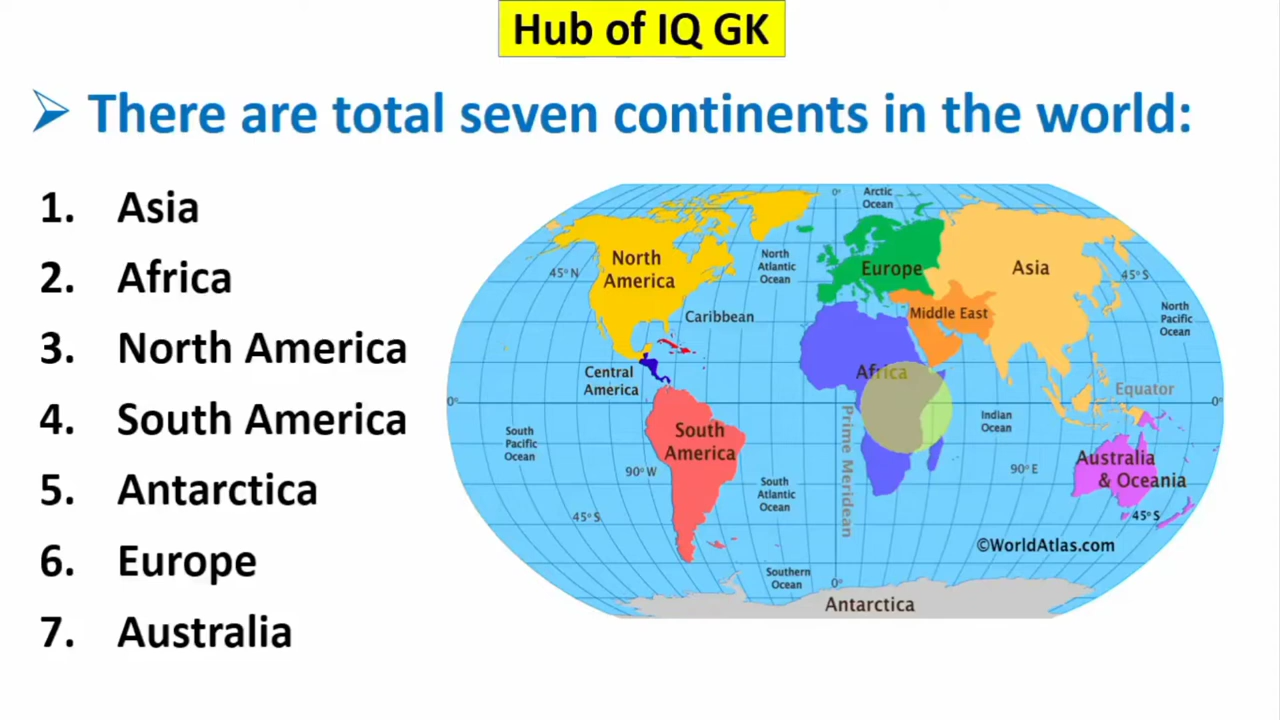 Hub of IQ GK
There are total seven continents in the world:
1. Asia
2. Africa
3. North America
4. South America
5. Antarctica
6. Europe
7. Australia
0°
Arctic
Ocean
North
America
45° N
North
Atlantic
Ocean
Europe
Asia
45° S
North
Pacific
Ocean
Middle East
Caribbean
Central
America
Africa
Equator
0°
0°
South
Pacific
Ocean
South
America
90° W
Prime Meridean
Indian
Ocean
90° E
Australia
& Oceania
South
Atlantic
Ocean
45° S
45° S
©WorldAtlas.com
Southern
Ocean
0°
Antarctica